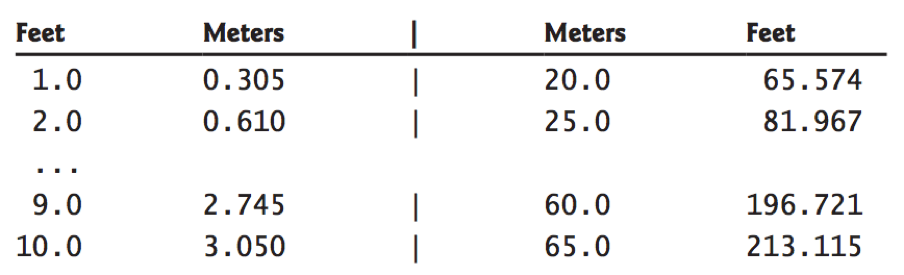 Feet Meters | Meters Feet
1.0 0.305 | 20.0 65.574
2.0 0.610 | 25.0 81.967
...
9.0 2.745 | 60.0 196.721
10.0 3.050 | 65.0 213.115